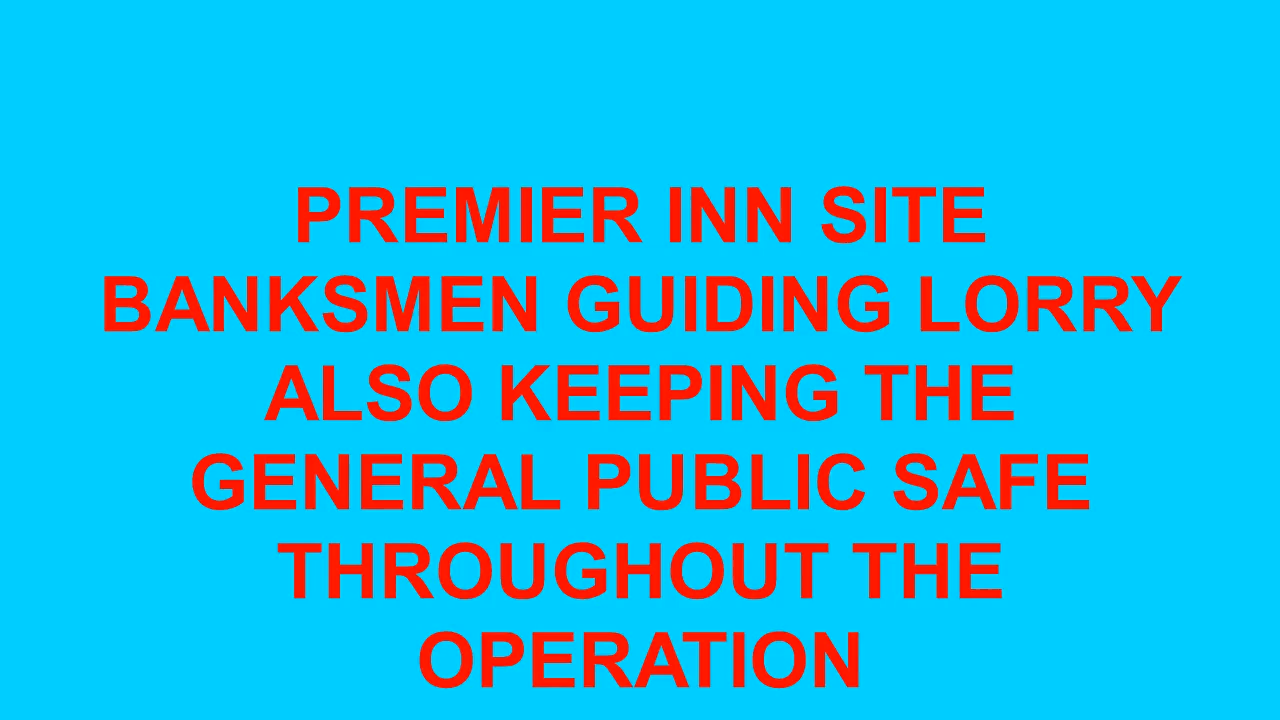 PREMIER INN SITE
BANKSMEN GUIDING LORRY
ALSO KEEPING THE
GENERAL PUBLIC SAFE
THROUGHOUT THE
OPERATION